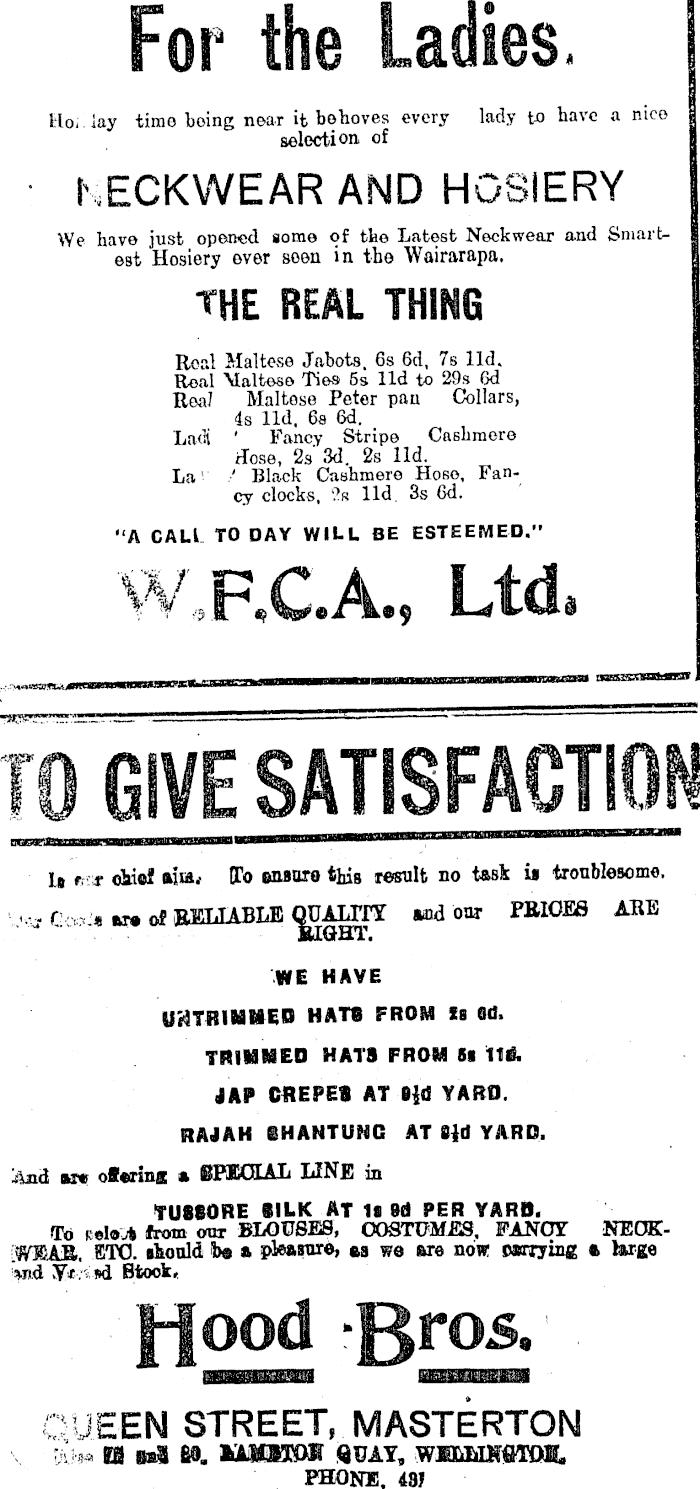 For the Ladies.
time being near it behoves every lady to have a nice
selection of
NECKWEAR AND HOSIERY
We have just opened some of the Latest Neckwear and Smart-
est Hosiery ever seen in the Wairarapa.
THE REAL THING
Real Maltese Jabots, 6s 6d, 7s 11d.
Real Maltese Ties 5s 11d to 29s 6d
Real Maltese Peter pan Collars,
4s 11d, 6s 6d.
Fancy Stripe Cashmere
Hose, 2s 3d, 2s 11d.
Black Cashmere Hose, Fan-
cy clocks, 2s 11d 3s 6d.
"A CALL TO DAY WILL BE ESTEEMED."
W.F.C.A., Ltd.
TO GIVE SATISFACTION
Is our chief aim. To ensure this result no task is troublesome.
Our Goods are of RELIABLE QUALITY and our PRICES ARE
RIGHT.
WE HAVE
UNTRIMMED HATS FROM 6d.
TRIMMED HATS FROM 5s 11d.
JAP CREPES AT YARD.
RAJAH SHANTUNG AT YARD.
And are offering a SPECIAL LINE in
TUSSORE SILK AT 1s 9d PER YARD.
To select from our BLOUSES, COSTUMES, FANCY NECK-
WEAR, ETC. should be a pleasure, as we are now carrying a large
and Varied Stock.
Hood Bros.
QUEEN STREET, MASTERTON
and 80, LAMBTON QUAY, WELLINGTON.
PHONE, 437